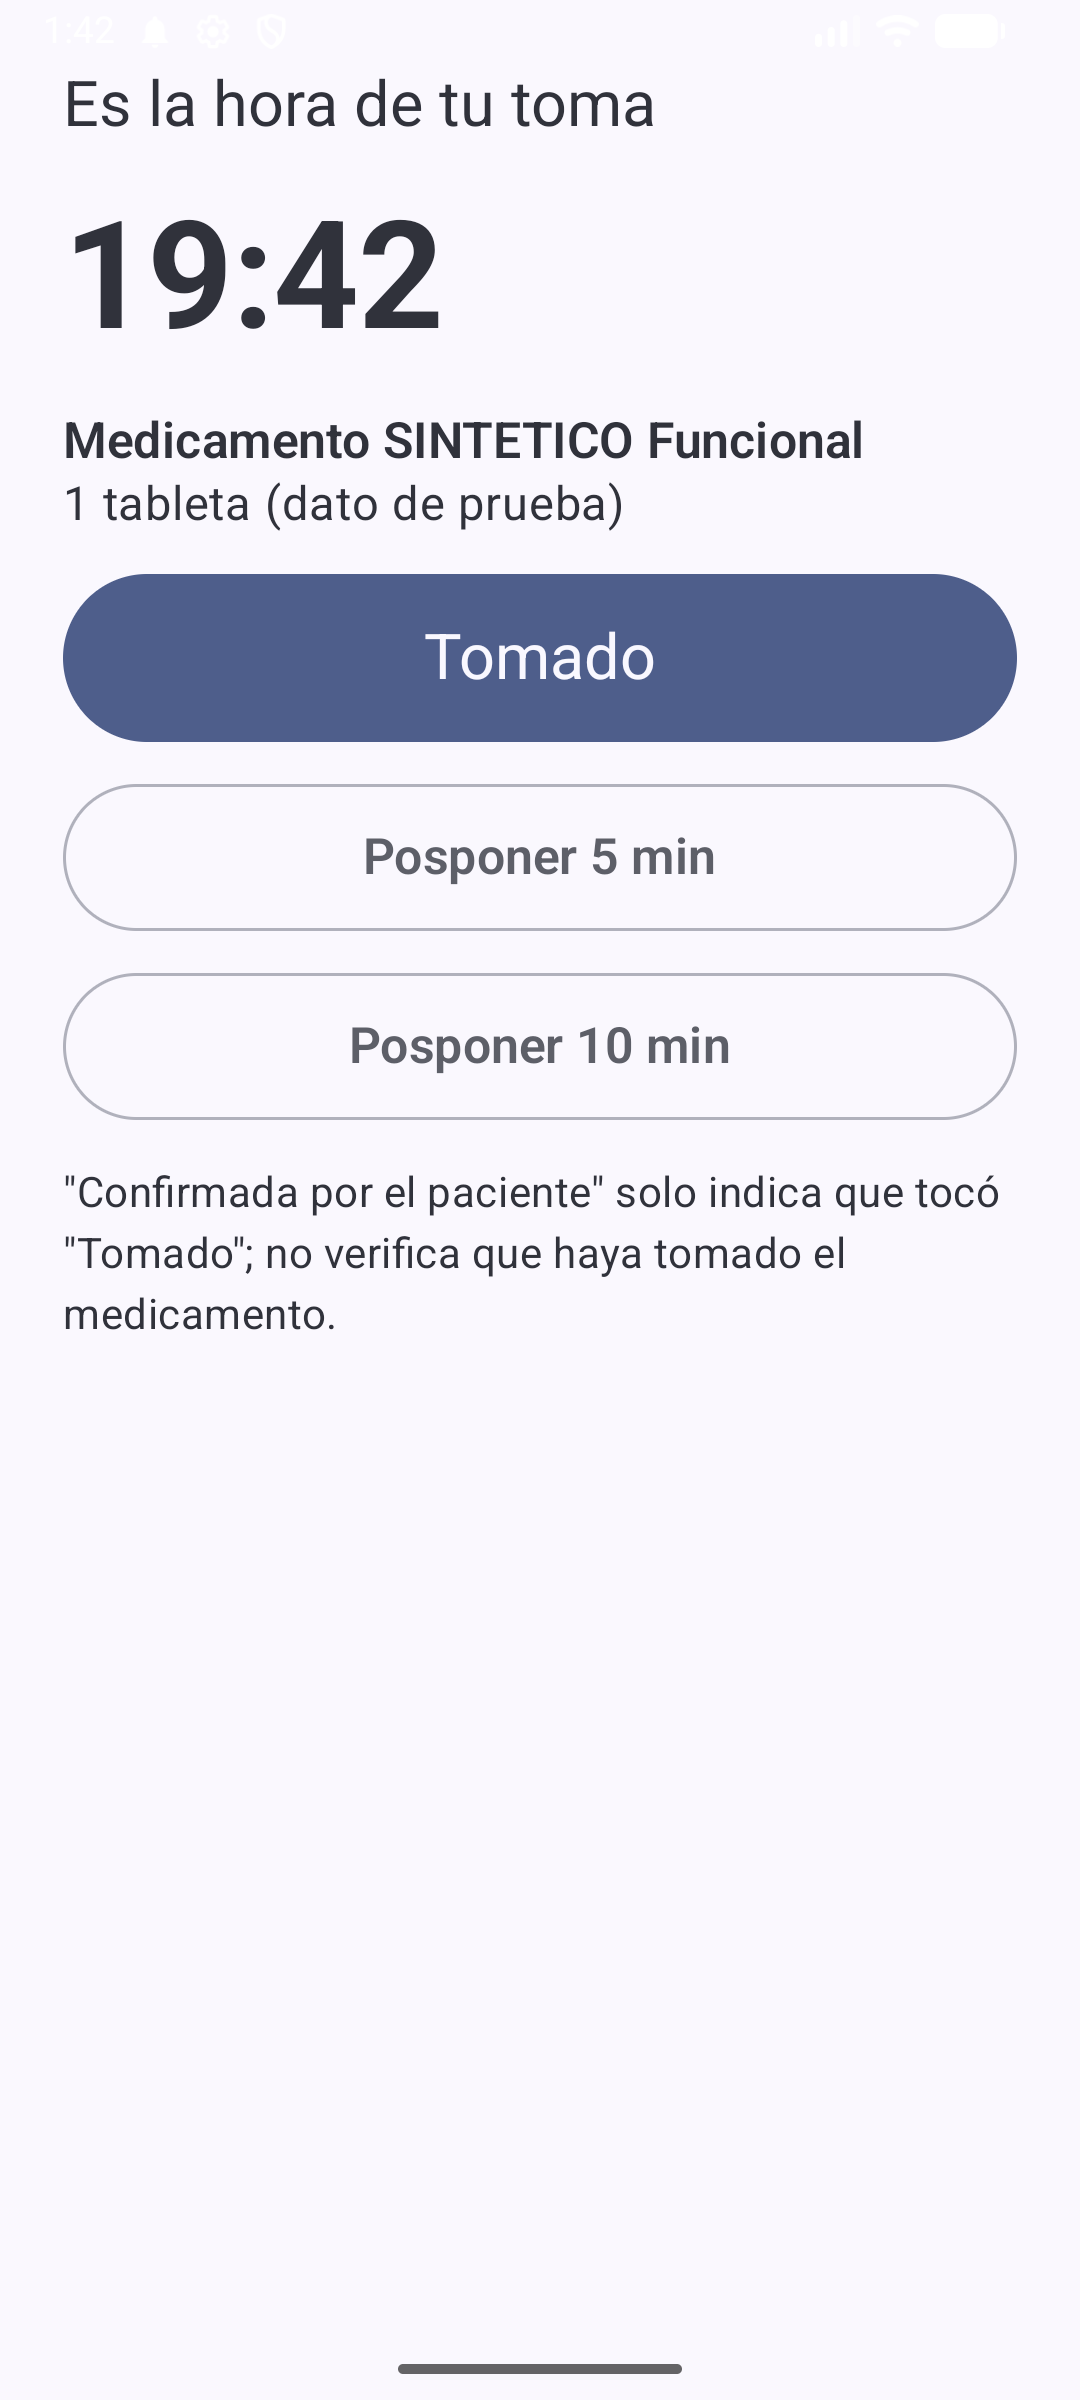 1:42
Es la hora de tu toma
19:42
Medicamento SINTETICO Funcional
1 tableta (dato de prueba)
Tomado
Posponer 5 min
Posponer 10 min
"Confirmada por el paciente" solo indica que tocó
"Tomado"; no verifica que haya tomado el
medicamento.